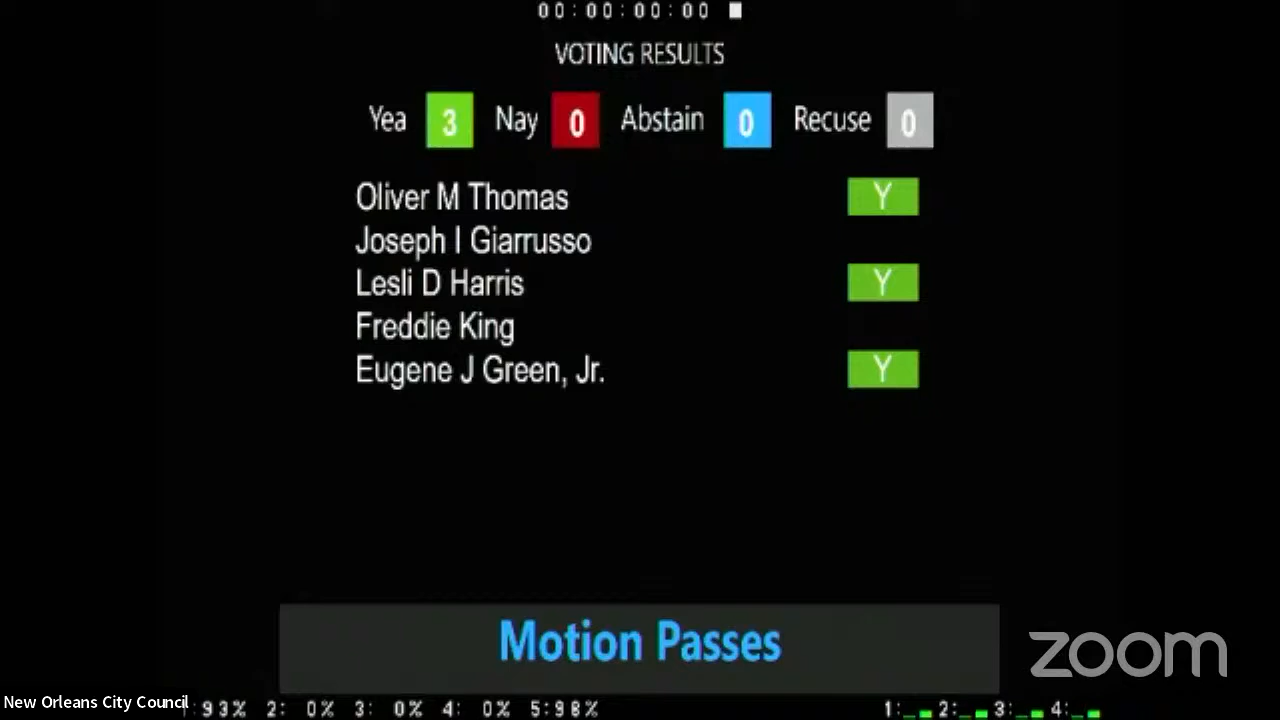 00:00:00:00
VOTING RESULTS
Yea 3 Nay 0 Abstain 0 Recuse 0
Oliver M Thomas Y
Joseph I Giarrusso
Lesli D Harris Y
Freddie King
Eugene J Green, Jr. Y
Motion Passes
zoom
New Orleans City Council
:93% 2: 0% 3: 0% 4: 0% 5:98% 1: 2: 3: 4: